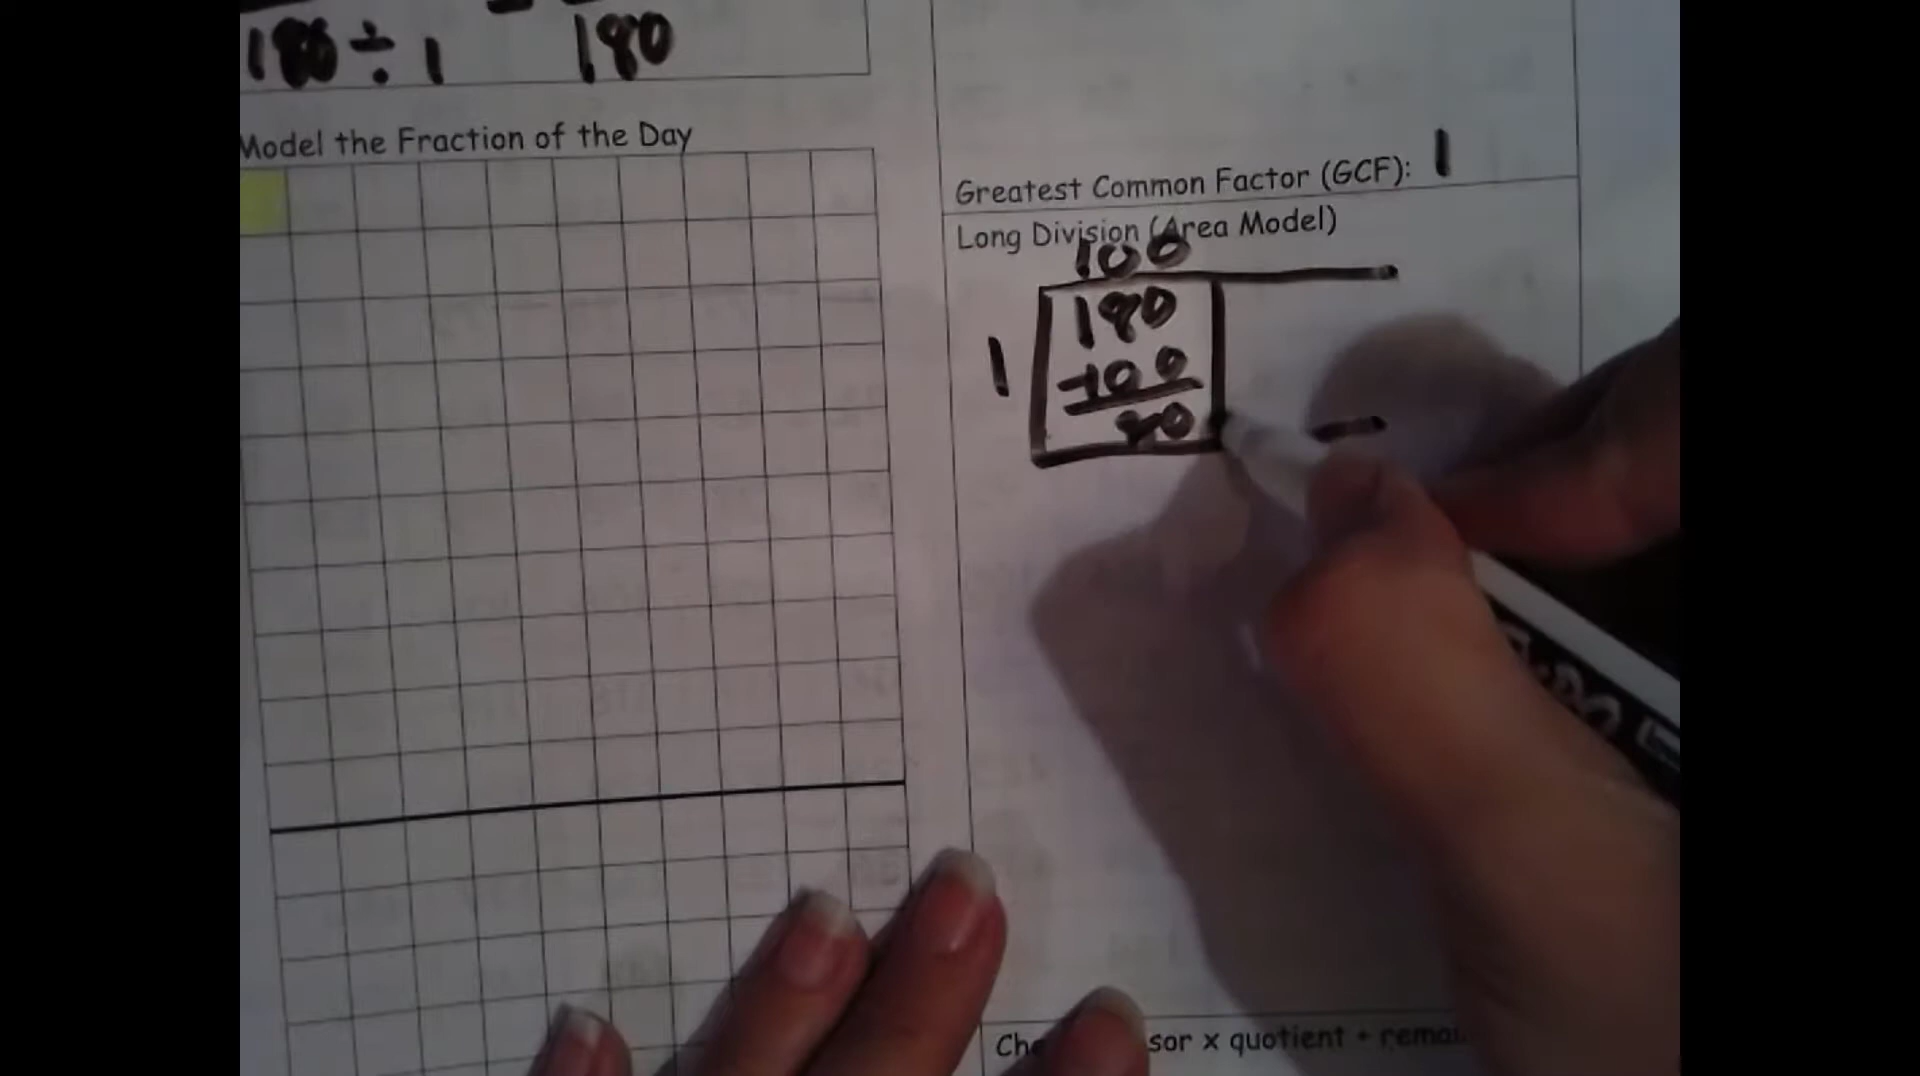 180 ÷ 1
180
Model the Fraction of the Day
Greatest Common Factor (GCF): 1
Long Division (Area Model)
100
180
1
-100
80
sor x quotient + remai